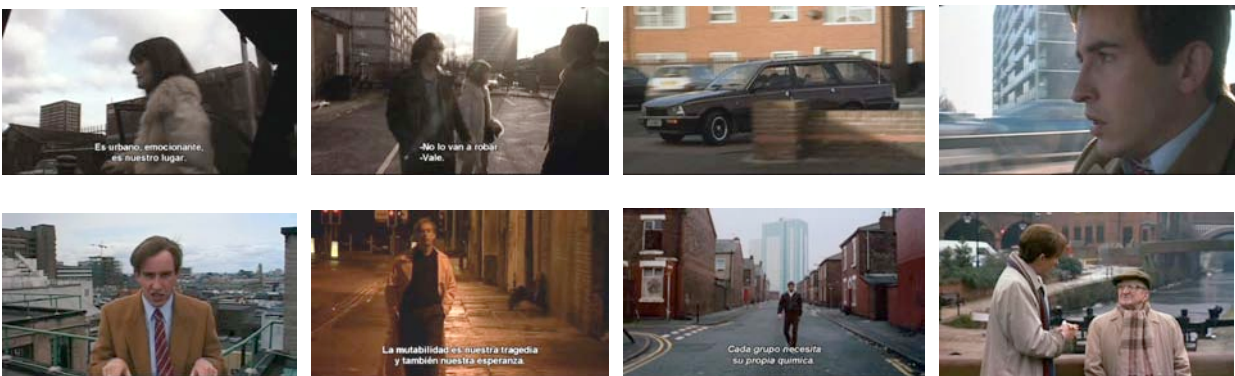 Es urbano, emocionante,
es nuestro lugar.
-No lo van a robar
-Vale.
La mutabilidad es nuestra tragedia
y también nuestra esperanza.
Cada grupo necesita
su propia química.